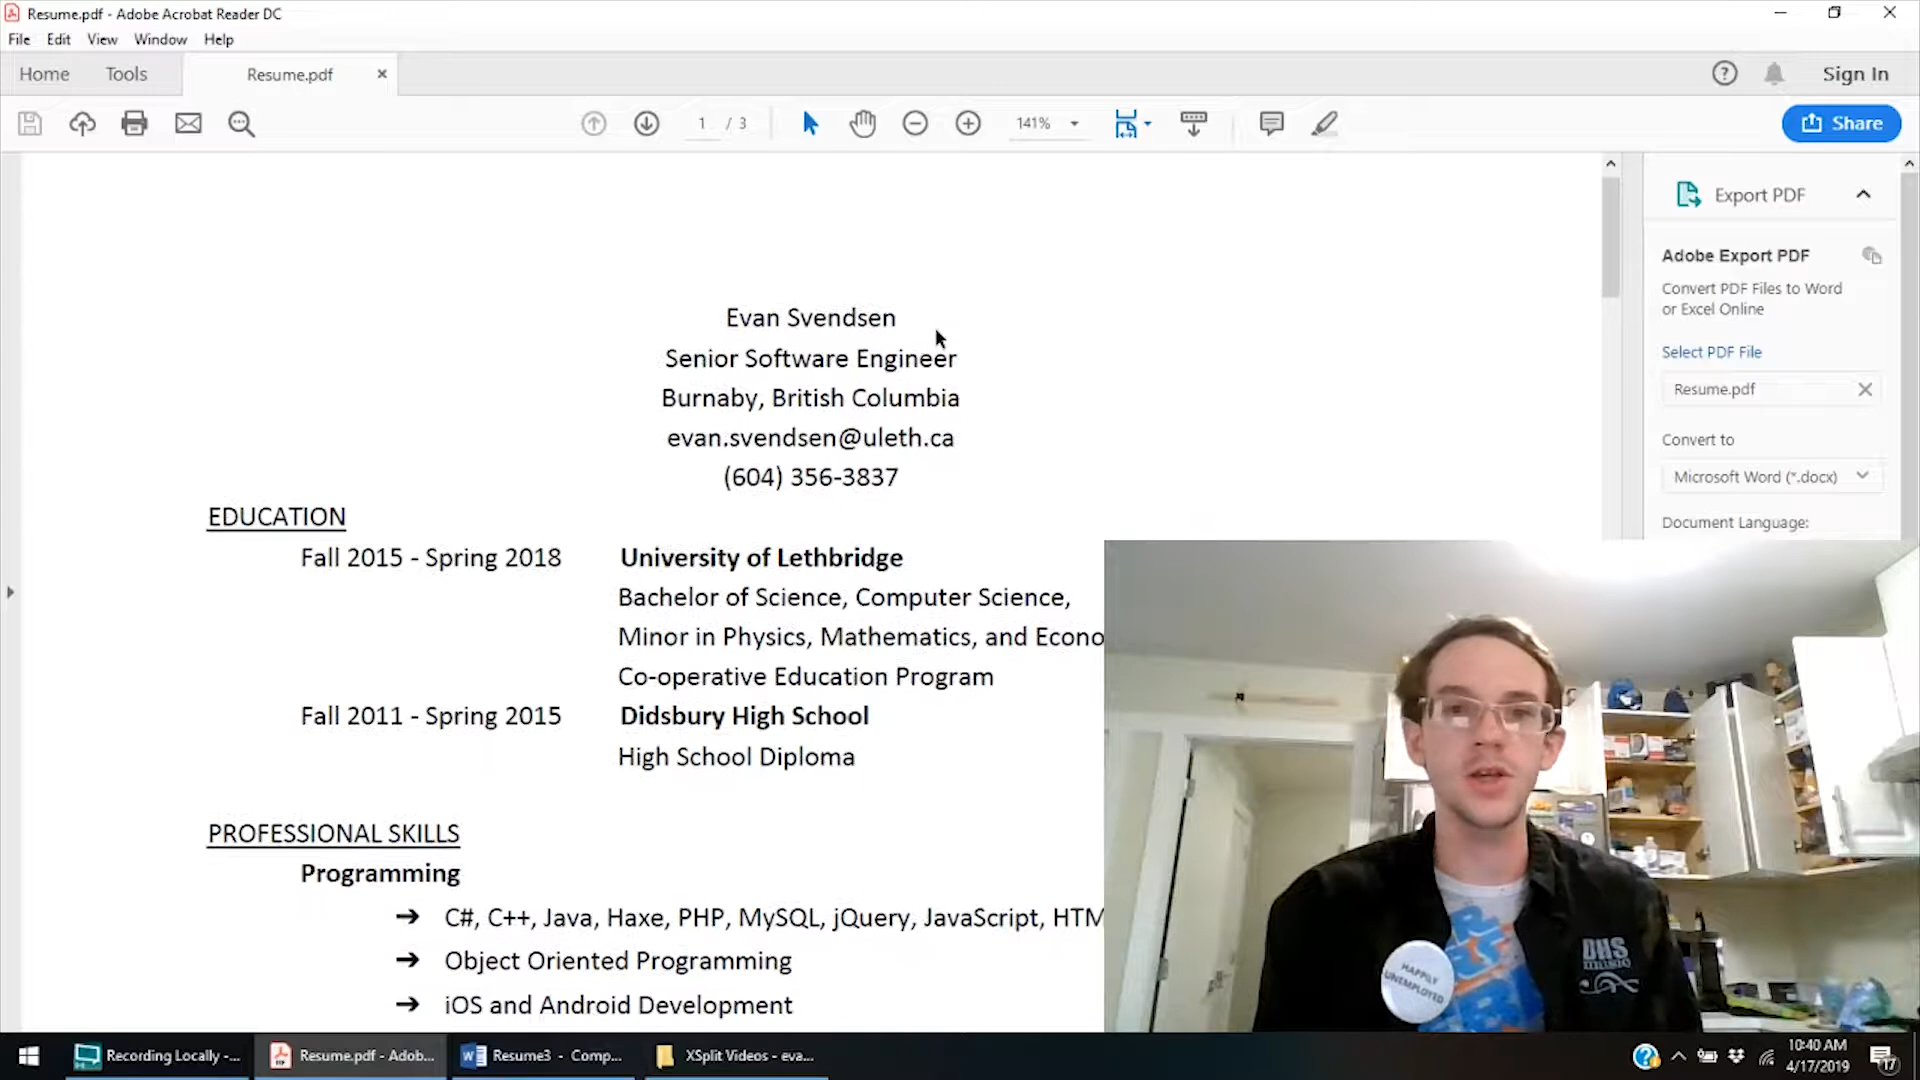 Resume.pdf - Adobe Acrobat Reader DC
File Edit View Window Help
Home Tools Resume.pdf Sign In
1 / 3 141% Share
Export PDF
Adobe Export PDF
Convert PDF Files to Word
or Excel Online
Select PDF File
Resume.pdf
Convert to
Microsoft Word (*.docx)
Document Language:
Evan Svendsen
Senior Software Engineer
Burnaby, British Columbia
evan.svendsen@uleth.ca
(604) 356-3837
EDUCATION
Fall 2015 - Spring 2018 University of Lethbridge
Bachelor of Science, Computer Science,
Minor in Physics, Mathematics, and Econo
Co-operative Education Program
Fall 2011 - Spring 2015 Didsbury High School
High School Diploma
PROFESSIONAL SKILLS
Programming
➔ C#, C++, Java, Haxe, PHP, MySQL, jQuery, JavaScript, HTM
➔ Object Oriented Programming
➔ iOS and Android Development
HAPPILY
UNEMPLOYED
DHS
MUSIC
Recording Locally -... Resume.pdf - Adob... Resume3 - Comp... XSplit Videos - eva...
10:40 AM
4/17/2019
17